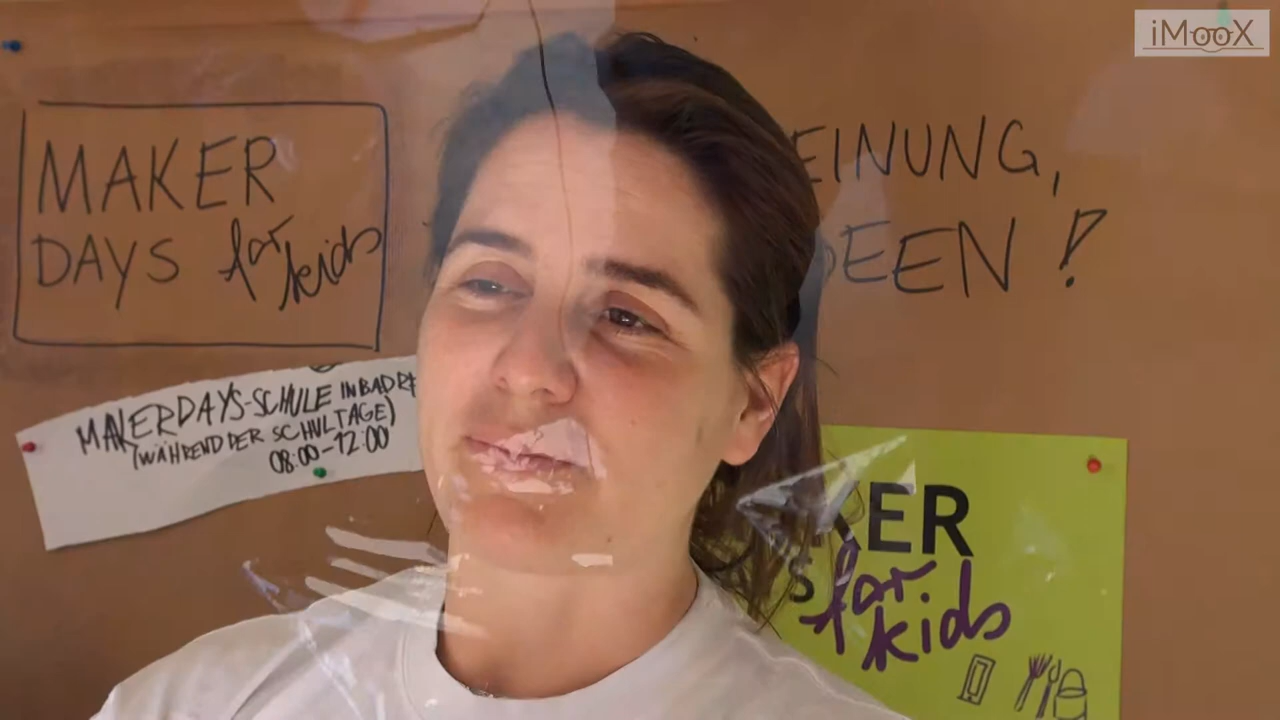 iMooX
MAKER
DAYS for kids
EINUNG,
DEEN!
MAKERDAYS-SCHULE IN BAD
(WÄHREND DER SCHULTAGE)
08:00-12:00
KER
S for
kids